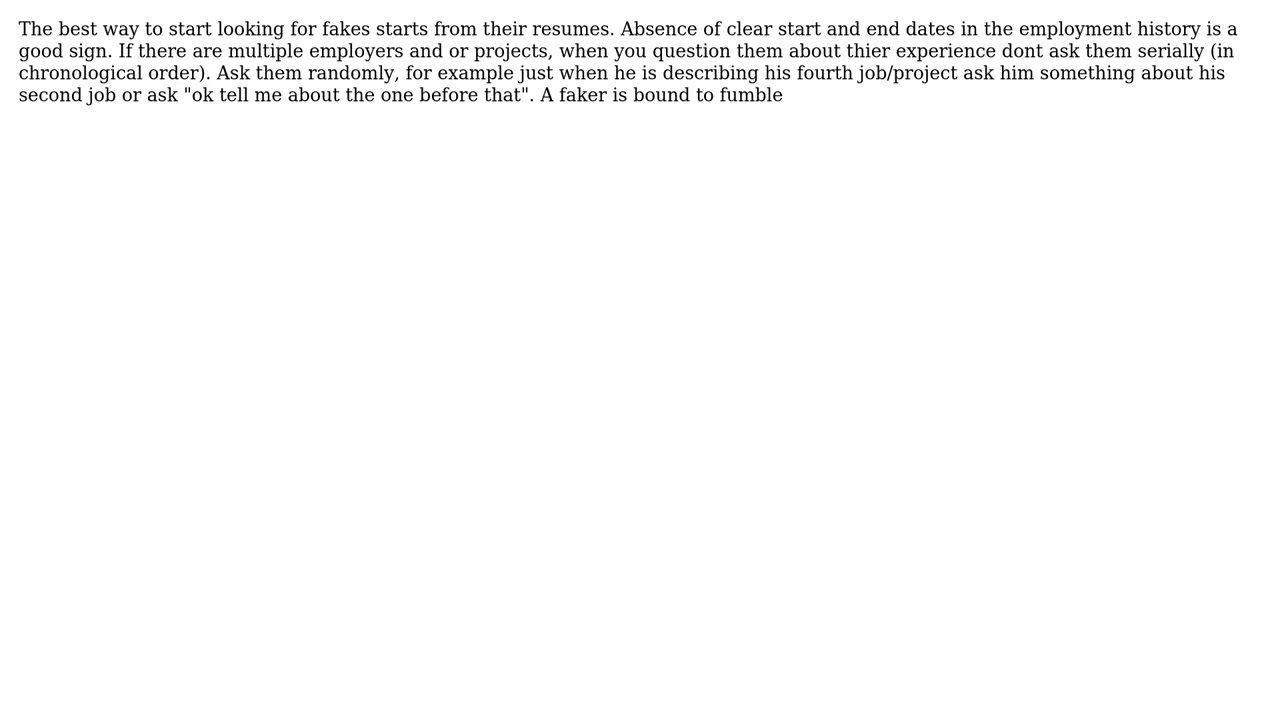 The best way to start looking for fakes starts from their resumes. Absence of clear start and end dates in the employment history is a
good sign. If there are multiple employers and or projects, when you question them about thier experience dont ask them serially (in
chronological order). Ask them randomly, for example just when he is describing his fourth job/project ask him something about his
second job or ask "ok tell me about the one before that". A faker is bound to fumble